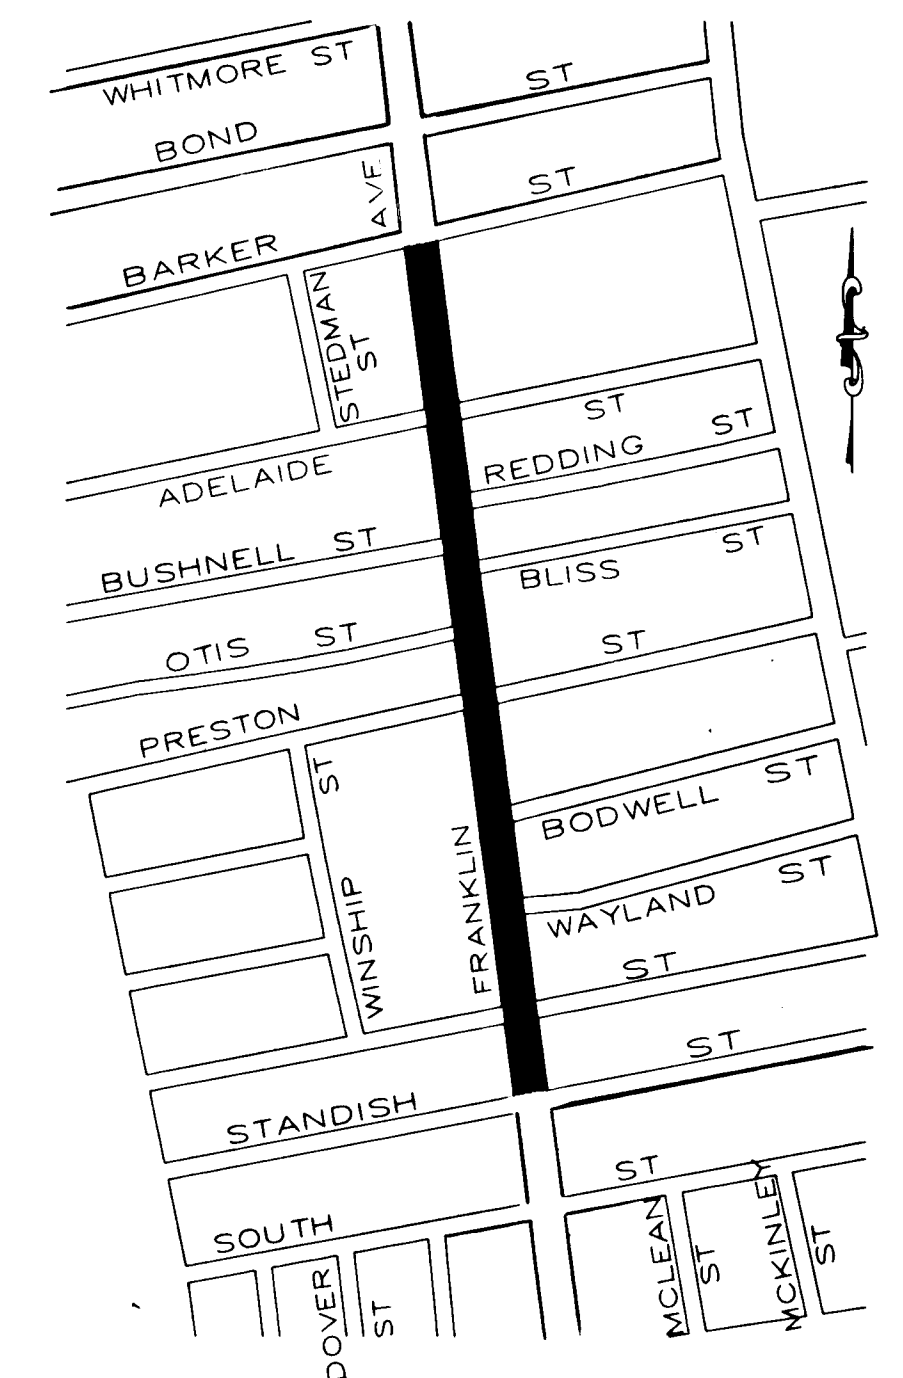 WHITMORE ST
ST
BOND
ST
AVE.
BARKER
STEDMAN
ST
ST
ST
REDDING
ADELAIDE
ST
BUSHNELL
ST
BLISS
ST
OTIS
ST
PRESTON
ST
ST
BODWELL
FRANKLIN
ST
WINSHIP
WAYLAND
ST
ST
STANDISH
ST
SOUTH
DOVER
ST
MCLEAN
ST
MCKINLEY
ST